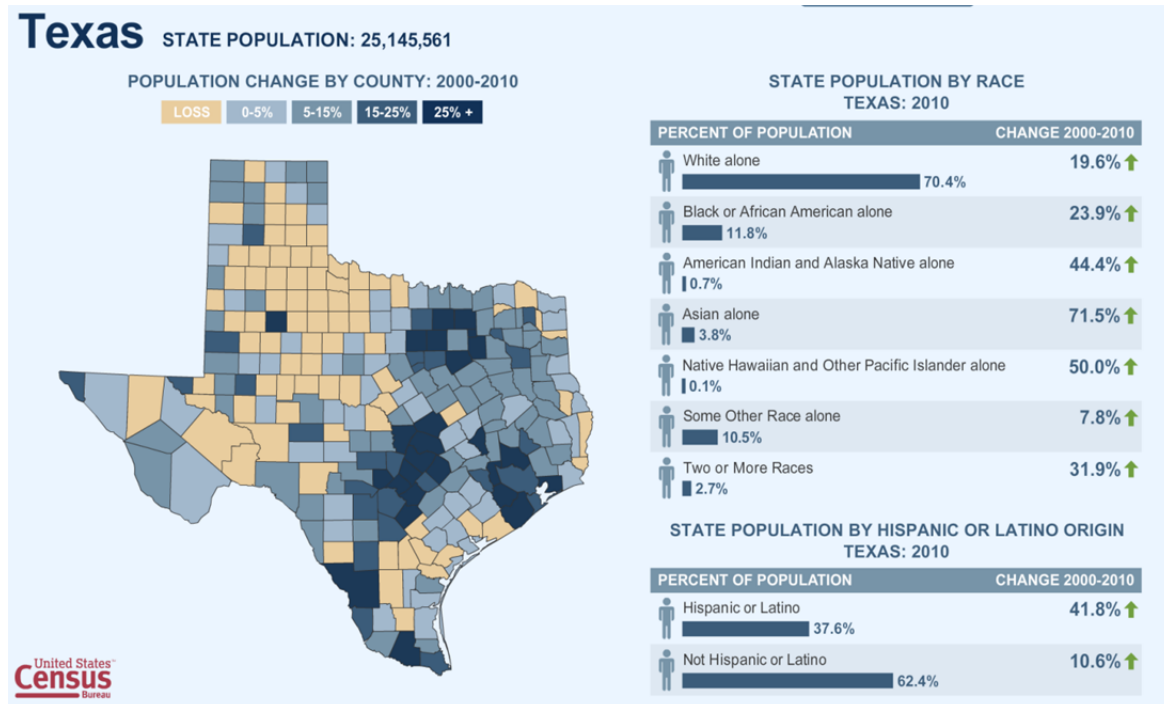 Texas STATE POPULATION: 25,145,561
POPULATION CHANGE BY COUNTY: 2000-2010
LOSS 0-5% 5-15% 15-25% 25% +
STATE POPULATION BY RACE
TEXAS: 2010
PERCENT OF POPULATION CHANGE 2000-2010
White alone 19.6%
70.4%
Black or African American alone 23.9%
11.8%
American Indian and Alaska Native alone 44.4%
0.7%
Asian alone 71.5%
3.8%
Native Hawaiian and Other Pacific Islander alone 50.0%
0.1%
Some Other Race alone 7.8%
10.5%
Two or More Races 31.9%
2.7%
STATE POPULATION BY HISPANIC OR LATINO ORIGIN
TEXAS: 2010
PERCENT OF POPULATION CHANGE 2000-2010
Hispanic or Latino 41.8%
37.6%
Not Hispanic or Latino 10.6%
62.4%
United States™
Census
Bureau